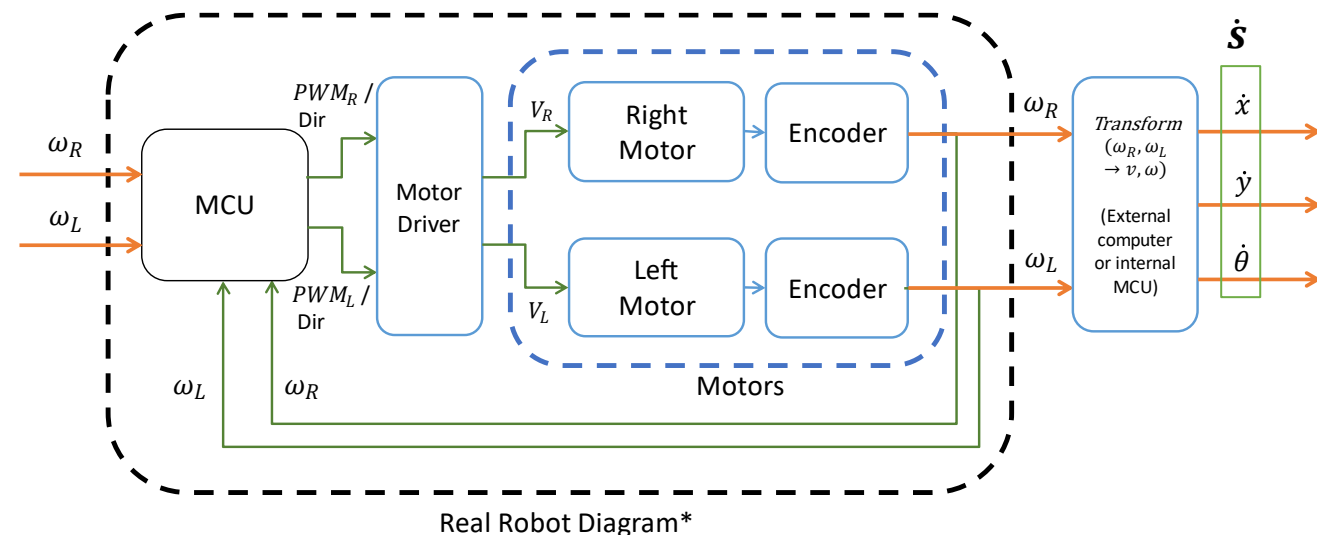 ṡ
PWM_R /
Dir
ω_R
ω_L
MCU
PWM_L /
Dir
Motor
Driver
V_R
V_L
Right
Motor
Encoder
Left
Motor
Encoder
Motors
ω_L
ω_R
ω_R
ω_L
Transform
(ω_R, ω_L
→ v, ω)
(External
computer
or internal
MCU)
ẋ
ẏ
θ̇
Real Robot Diagram*